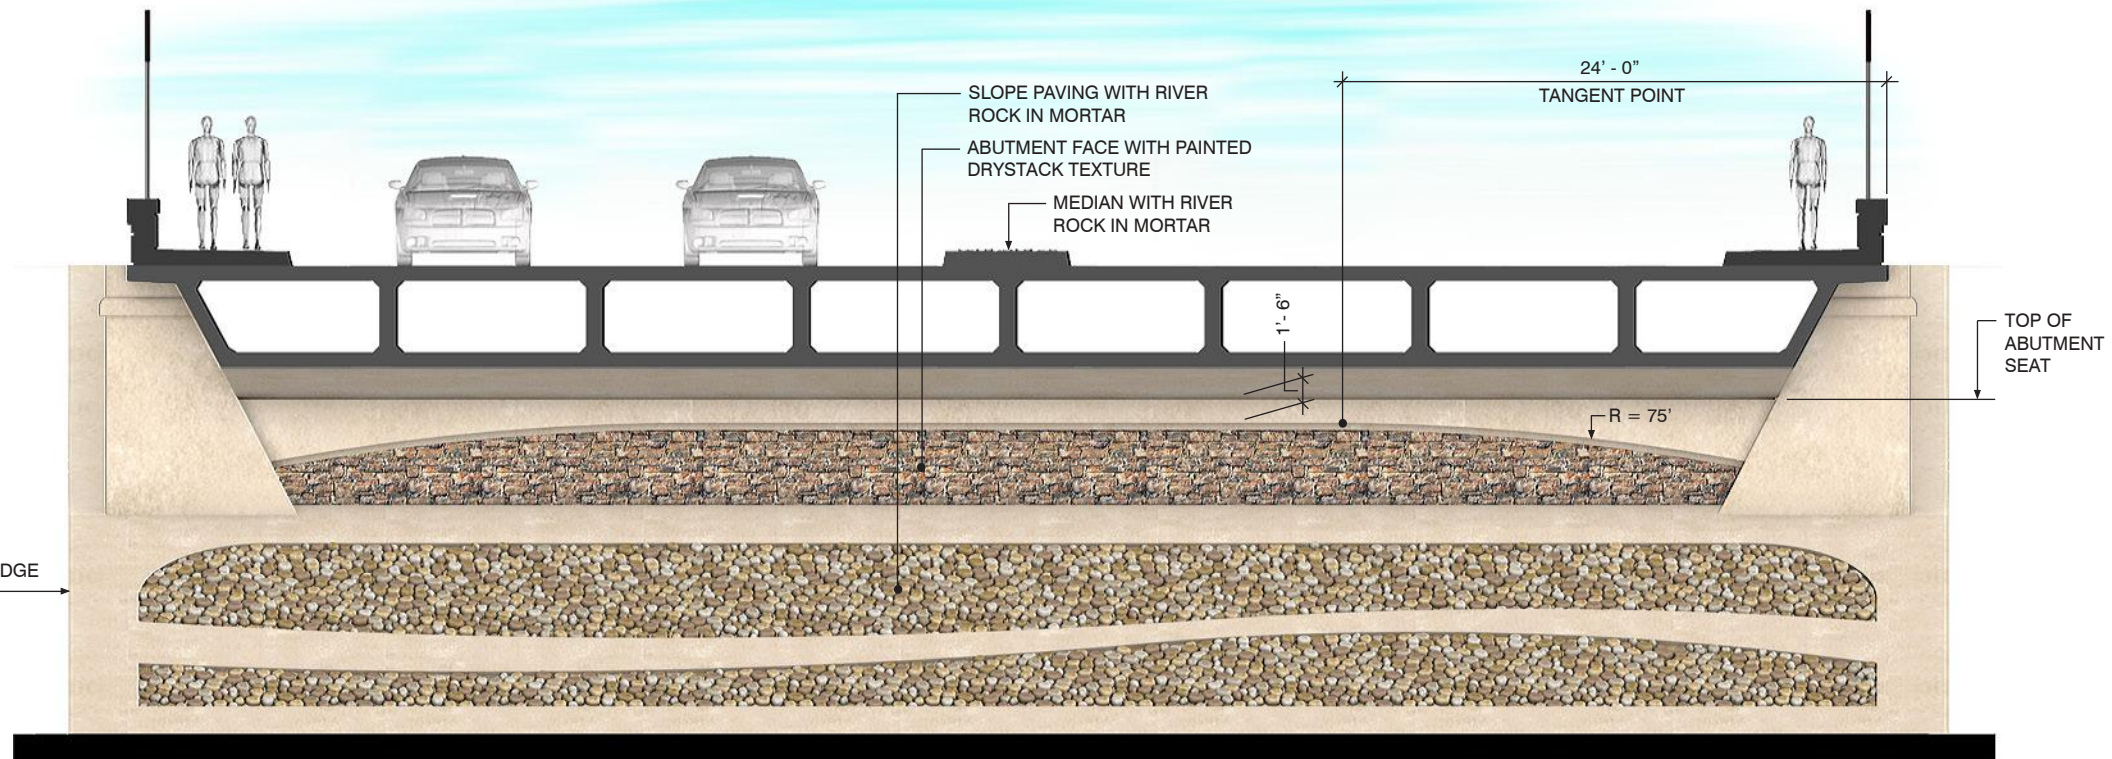 24’ - 0”
TANGENT POINT
SLOPE PAVING WITH RIVER
ROCK IN MORTAR
ABUTMENT FACE WITH PAINTED
DRYSTACK TEXTURE
MEDIAN WITH RIVER
ROCK IN MORTAR
1’- 6”
TOP OF
ABUTMENT
SEAT
R = 75’
DGE